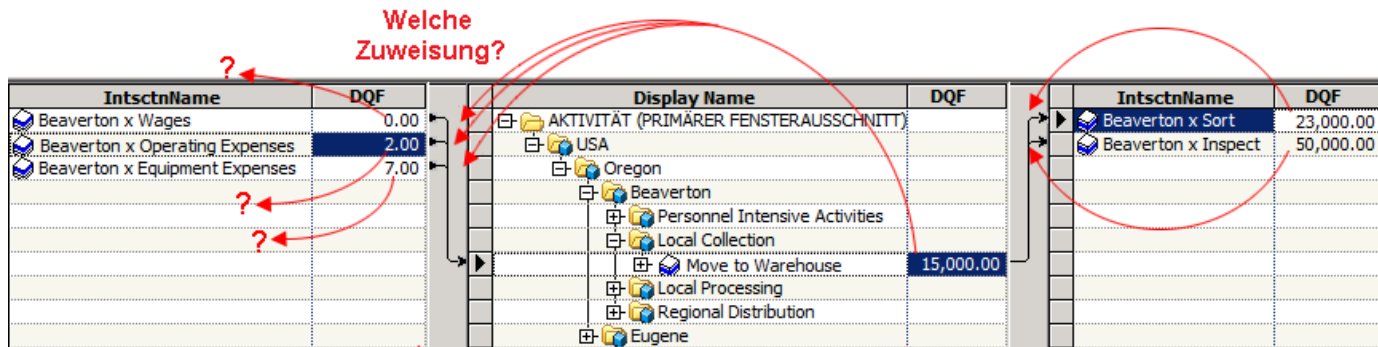 Welche
Zuweisung?
?
IntsctnName DQF
Beaverton x Wages 0.00
Beaverton x Operating Expenses 2.00
Beaverton x Equipment Expenses 7.00
?
?
Display Name DQF
AKTIVITÄT (PRIMÄRER FENSTERAUSSCHNITT)
USA
Oregon
Beaverton
Personnel Intensive Activities
Local Collection
Move to Warehouse 15,000.00
Local Processing
Regional Distribution
Eugene
IntsctnName DQF
Beaverton x Sort 23,000.00
Beaverton x Inspect 50,000.00